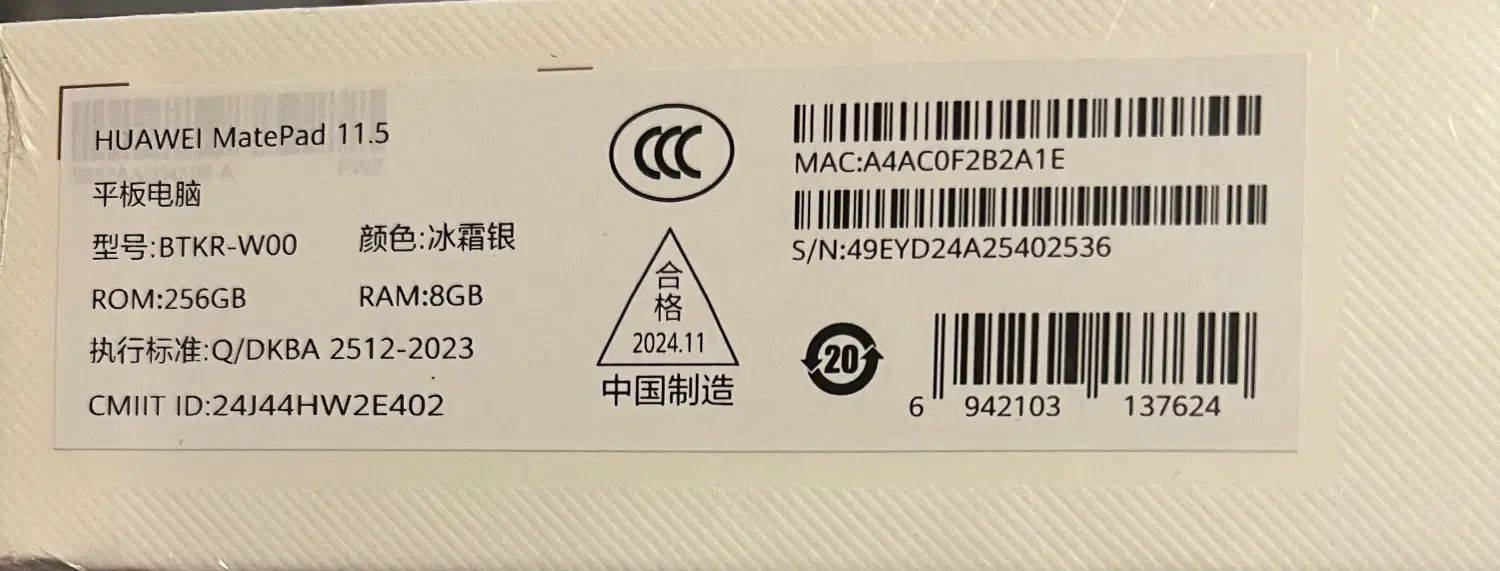 HUAWEI MatePad 11.5
平板电脑
型号:BTKR-W00 颜色:冰霜银
ROM:256GB RAM:8GB
执行标准:Q/DKBA 2512-2023
CMIIT ID:24J44HW2E402
CCC
合格
2024.11
中国制造
MAC:A4AC0F2B2A1E
S/N:49EYD24A25402536
20
6 942103 137624